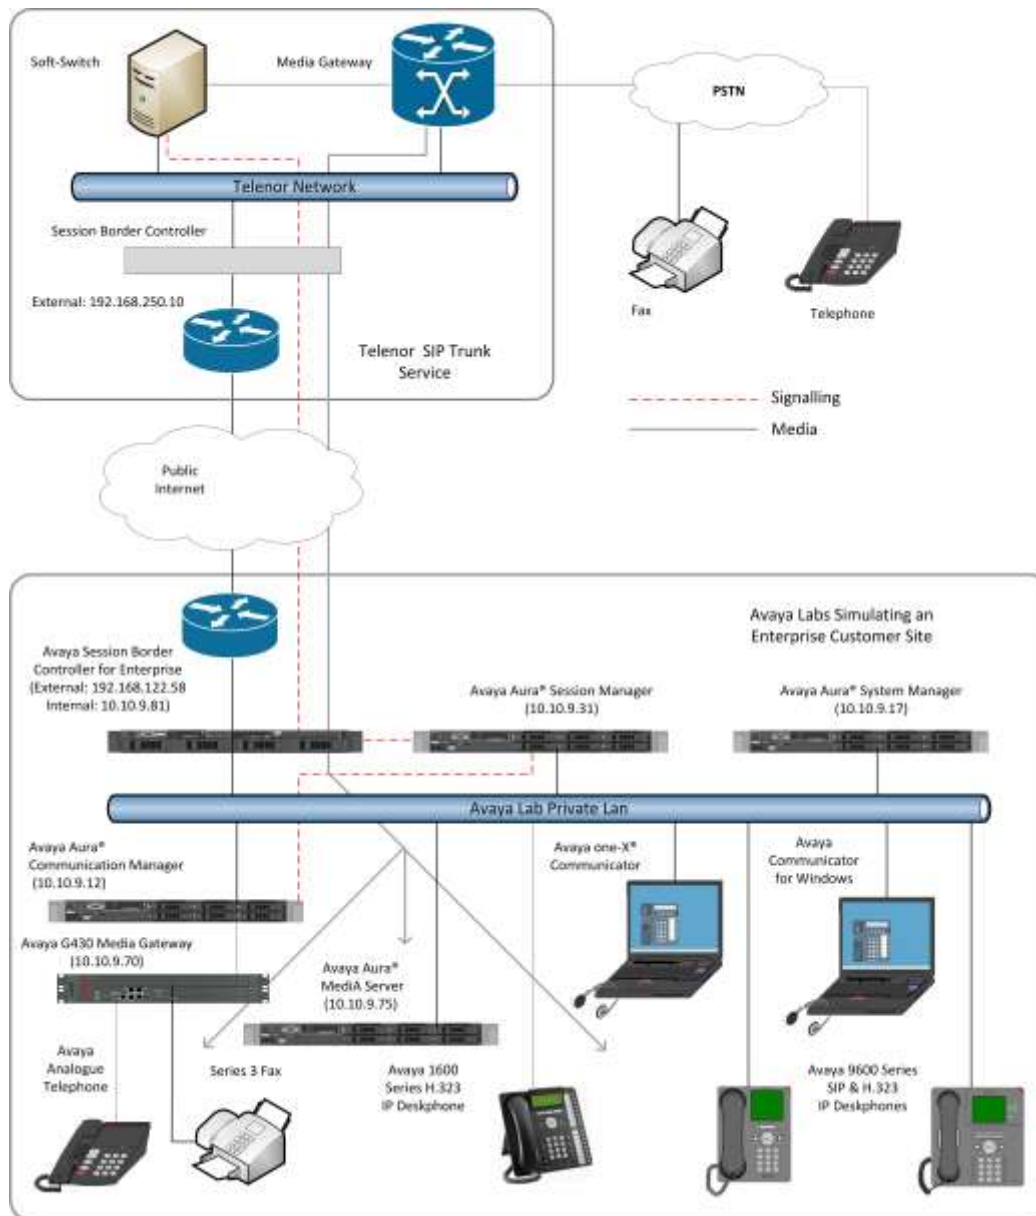 Soft-Switch
Media Gateway
PSTN
Telenor Network
Session Border Controller
External: 192.168.250.10
Fax
Telephone
Telenor SIP Trunk
Service
Signalling
Media
Public
Internet
Avaya Labs Simulating an
Enterprise Customer Site
Avaya Session Border
Controller for Enterprise
(External: 192.168.122.58
Internal: 10.10.9.81)
Avaya Aura® Session Manager
(10.10.9.31)
Avaya Aura® System Manager
(10.10.9.17)
Avaya Lab Private Lan
Avaya Aura®
Communication Manager
(10.10.9.12)
Avaya one-X®
Communicator
Avaya
Communicator
for Windows
Avaya G430 Media Gateway
(10.10.9.70)
Avaya Aura®
MediA Server
(10.10.9.75)
Avaya
Analogue
Telephone
Series 3 Fax
Avaya 1600
Series H.323
IP Deskphone
Avaya 9600 Series
SIP & H.323
IP Deskphones